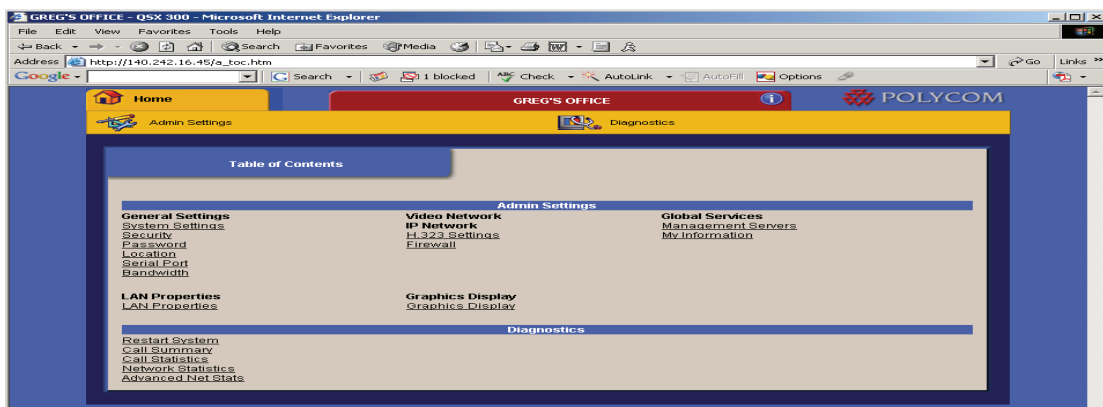 GREG'S OFFICE - QSX 300 - Microsoft Internet Explorer
File Edit View Favorites Tools Help
Back Search Favorites Media
Address http://140.242.16.45/a_toc.htm Go Links »
Google Search 1 blocked ABC Check AutoLink AutoFill Options
Home GREG'S OFFICE i POLYCOM
Admin Settings Diagnostics
Table of Contents
Admin Settings
General Settings Video Network Global Services
System Settings IP Network Management Servers
Security H.323 Settings My Information
Password Firewall
Location
Serial Port
Bandwidth
LAN Properties Graphics Display
LAN Properties Graphics Display
Diagnostics
Restart System
Call Summary
Call Statistics
Network Statistics
Advanced Net Stats